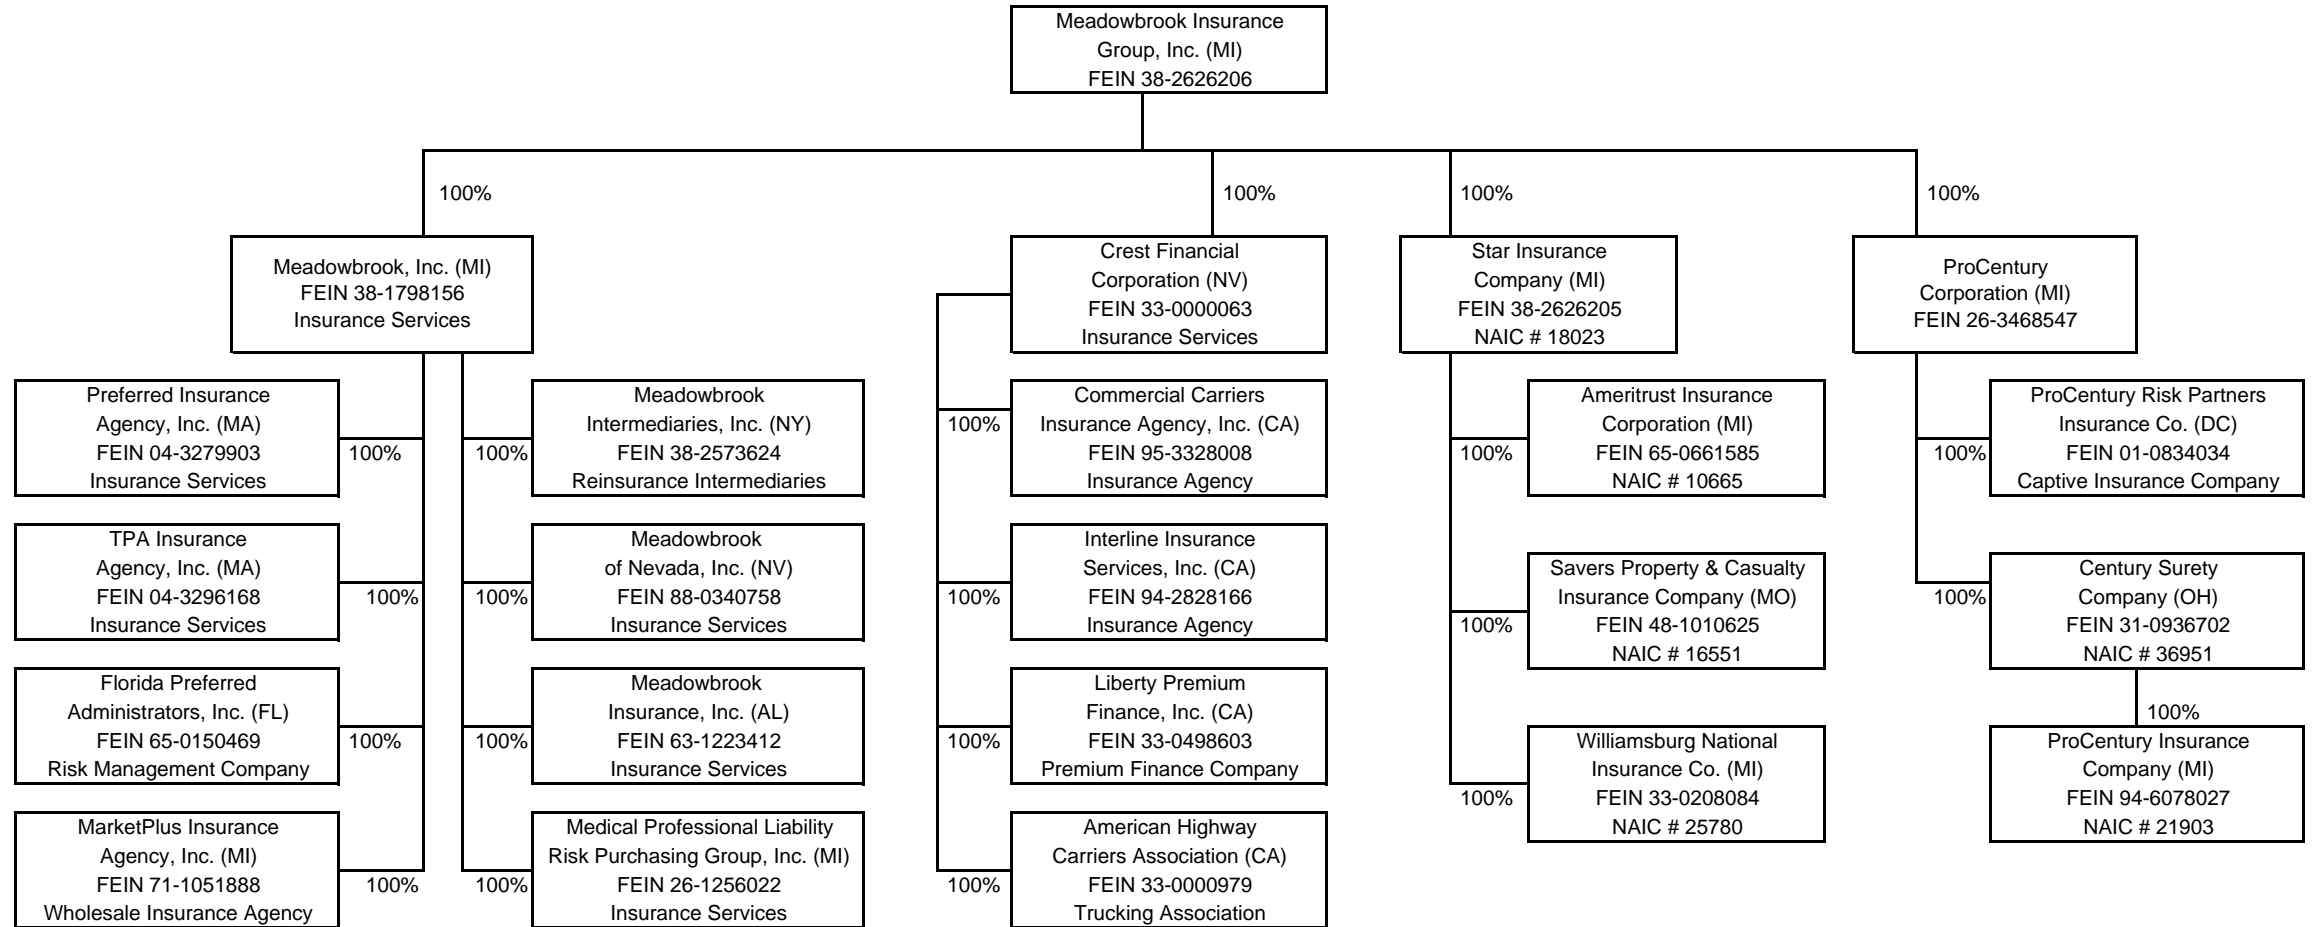 Meadowbrook Insurance
Group, Inc. (MI)
FEIN 38-2626206
100%
100%
100%
100%
Meadowbrook, Inc. (MI)
FEIN 38-1798156
Insurance Services
Crest Financial
Corporation (NV)
FEIN 33-0000063
Insurance Services
Star Insurance
Company (MI)
FEIN 38-2626205
NAIC # 18023
ProCentury
Corporation (MI)
FEIN 26-3468547
Preferred Insurance
Agency, Inc. (MA)
FEIN 04-3279903
Insurance Services
100%
100%
Meadowbrook
Intermediaries, Inc. (NY)
FEIN 38-2573624
Reinsurance Intermediaries
100%
Commercial Carriers
Insurance Agency, Inc. (CA)
FEIN 95-3328008
Insurance Agency
100%
Ameritrust Insurance
Corporation (MI)
FEIN 65-0661585
NAIC # 10665
100%
ProCentury Risk Partners
Insurance Co. (DC)
FEIN 01-0834034
Captive Insurance Company
TPA Insurance
Agency, Inc. (MA)
FEIN 04-3296168
Insurance Services
100%
100%
Meadowbrook
of Nevada, Inc. (NV)
FEIN 88-0340758
Insurance Services
100%
Interline Insurance
Services, Inc. (CA)
FEIN 94-2828166
Insurance Agency
100%
Savers Property & Casualty
Insurance Company (MO)
FEIN 48-1010625
NAIC # 16551
100%
Century Surety
Company (OH)
FEIN 31-0936702
NAIC # 36951
Florida Preferred
Administrators, Inc. (FL)
FEIN 65-0150469
Risk Management Company
100%
100%
Meadowbrook
Insurance, Inc. (AL)
FEIN 63-1223412
Insurance Services
100%
Liberty Premium
Finance, Inc. (CA)
FEIN 33-0498603
Premium Finance Company
100%
Williamsburg National
Insurance Co. (MI)
FEIN 33-0208084
NAIC # 25780
100%
ProCentury Insurance
Company (MI)
FEIN 94-6078027
NAIC # 21903
MarketPlus Insurance
Agency, Inc. (MI)
FEIN 71-1051888
Wholesale Insurance Agency
100%
100%
Medical Professional Liability
Risk Purchasing Group, Inc. (MI)
FEIN 26-1256022
Insurance Services
100%
American Highway
Carriers Association (CA)
FEIN 33-0000979
Trucking Association